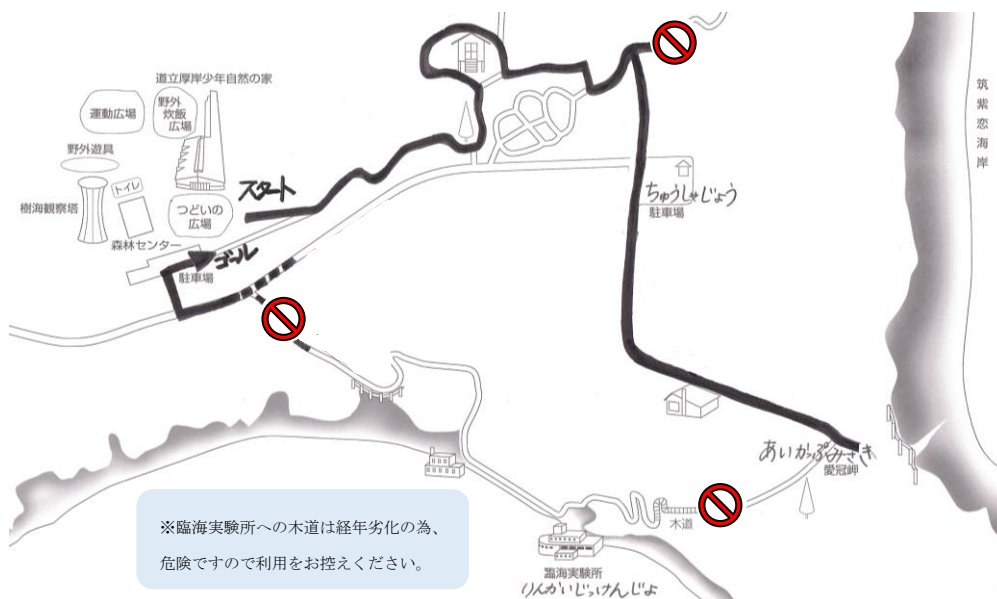 道立厚岸少年自然の家
運動広場
野外
炊飯
広場
野外遊具
トイレ
樹海観察塔
つどいの
広場
森林センター
スタート
ゴール
駐車場
ちゅうしゃじょう
駐車場
筑紫恋海岸
あいかっぷみさき
愛冠岬
木道
臨海実験所
りんかいじっけんじょ
※臨海実験所への木道は経年劣化の為、
危険ですので利用をお控えください。